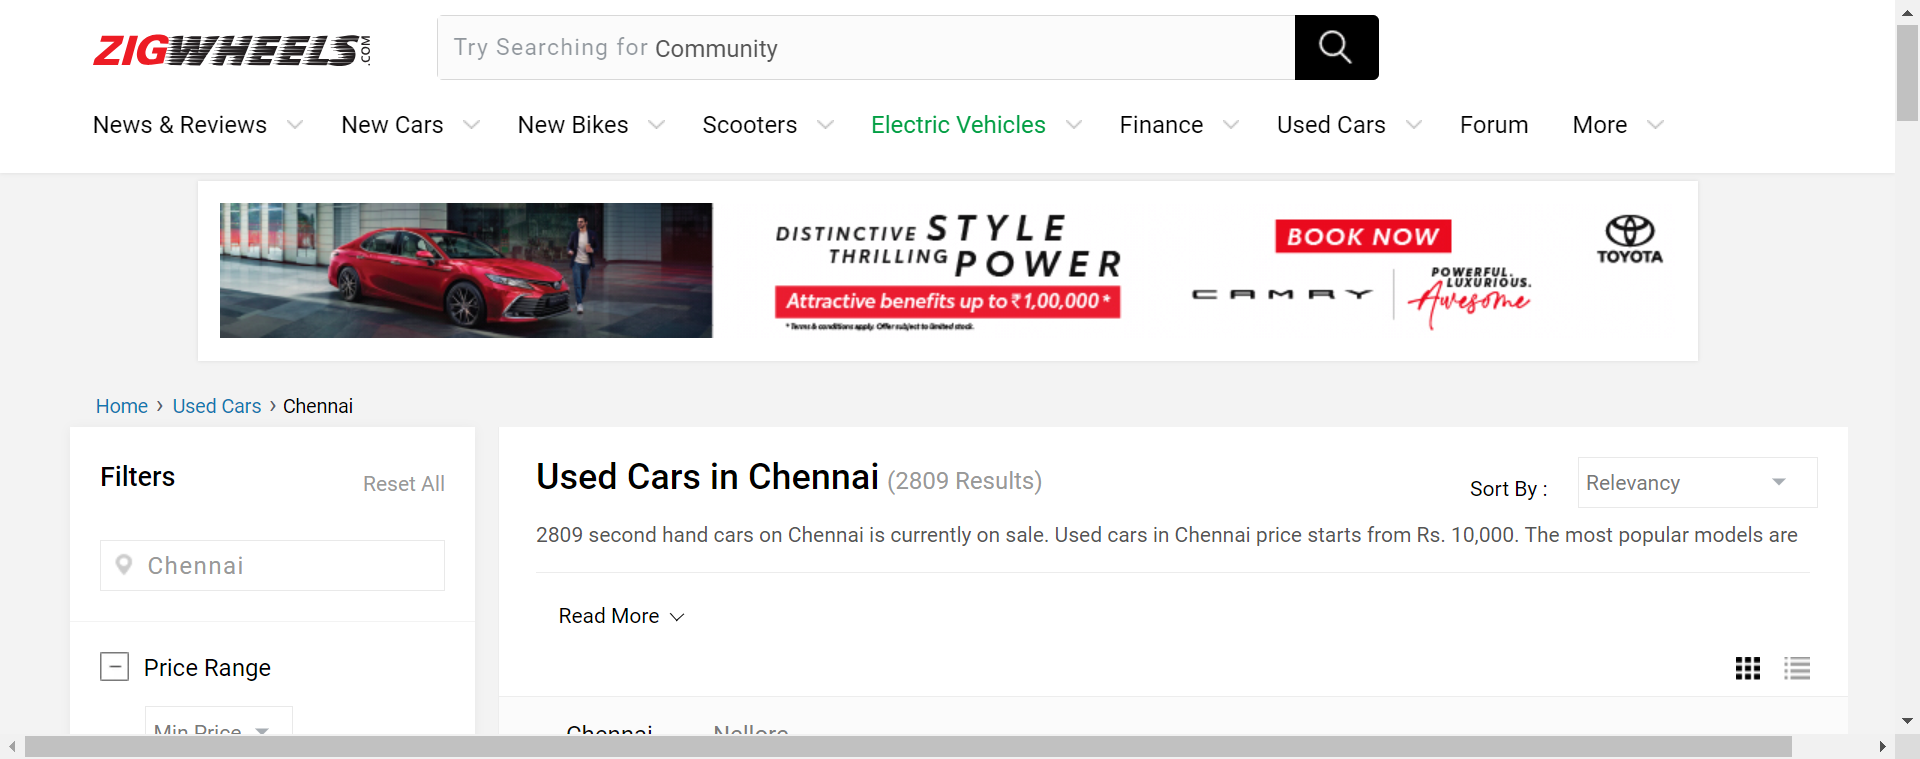 ZIGWHEELS.COM
Try Searching for Community
News & Reviews New Cars New Bikes Scooters Electric Vehicles Finance Used Cars Forum More
DISTINCTIVE STYLE
THRILLING POWER
Attractive benefits up to ₹1,00,000*
* Terms & conditions apply. Offer subject to limited stock.
BOOK NOW
CAMRY
POWERFUL.
LUXURIOUS.
Awesome
TOYOTA
Home › Used Cars › Chennai
Filters
Reset All
Chennai
Price Range
Min Price
Used Cars in Chennai (2809 Results)
Sort By :
Relevancy
2809 second hand cars on Chennai is currently on sale. Used cars in Chennai price starts from Rs. 10,000. The most popular models are
Read More
Chennai Nellore